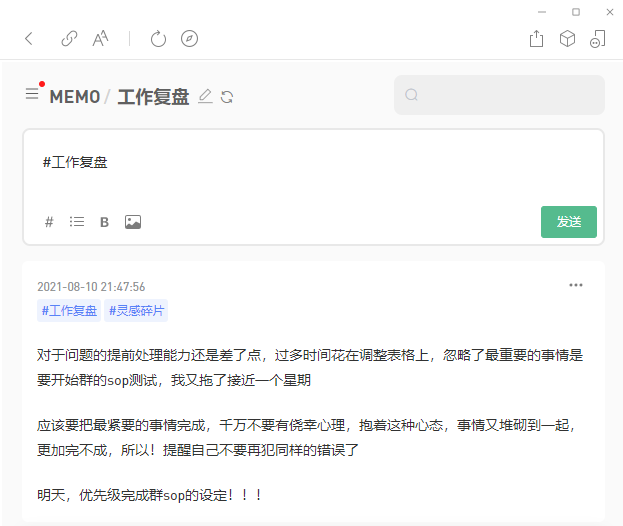 MEMO / 工作复盘
#工作复盘
# B
发送
2021-08-10 21:47:56
#工作复盘 #灵感碎片
对于问题的提前处理能力还是差了点，过多时间花在调整表格上，忽略了最重要的事情是
要开始群的sop测试，我又拖了接近一个星期
应该要把最紧要的事情完成，千万不要有侥幸心理，抱着这种心态，事情又堆砌到一起，
更加完不成，所以！提醒自己不要再犯同样的错误了
明天，优先级完成群sop的设定！！！